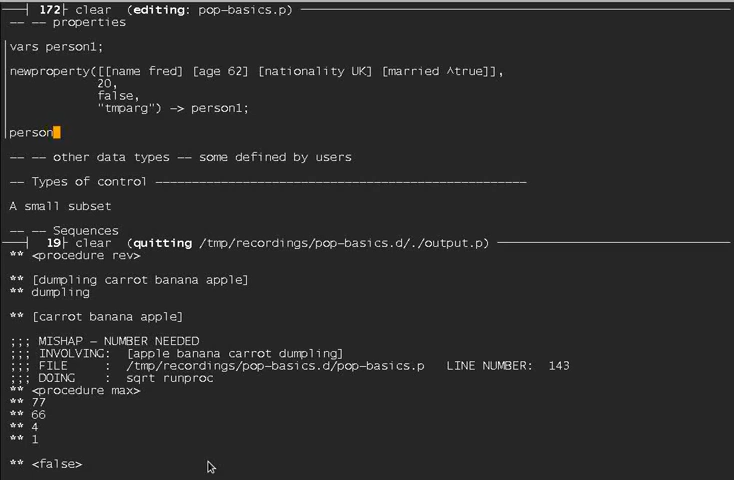 172 clear (editing: pop-basics.p)
-- -- properties
vars person1;
newproperty([[name fred] [age 62] [nationality UK] [married ^true]],
20,
false,
"tmparg") -> person1;
person
-- -- other data types -- some defined by users
-- Types of control ---------------------------------------------------
A small subset
-- -- Sequences
19 clear (quitting /tmp/recordings/pop-basics.d/./output.p)
** <procedure rev>
** [dumpling carrot banana apple]
** dumpling
** [carrot banana apple]
;;; MISHAP - NUMBER NEEDED
;;; INVOLVING: [apple banana carrot dumpling]
;;; FILE : /tmp/recordings/pop-basics.d/pop-basics.p LINE NUMBER: 143
;;; DOING : sqrt runproc
** <procedure max>
** 77
** 66
** 4
** 1
** <false>